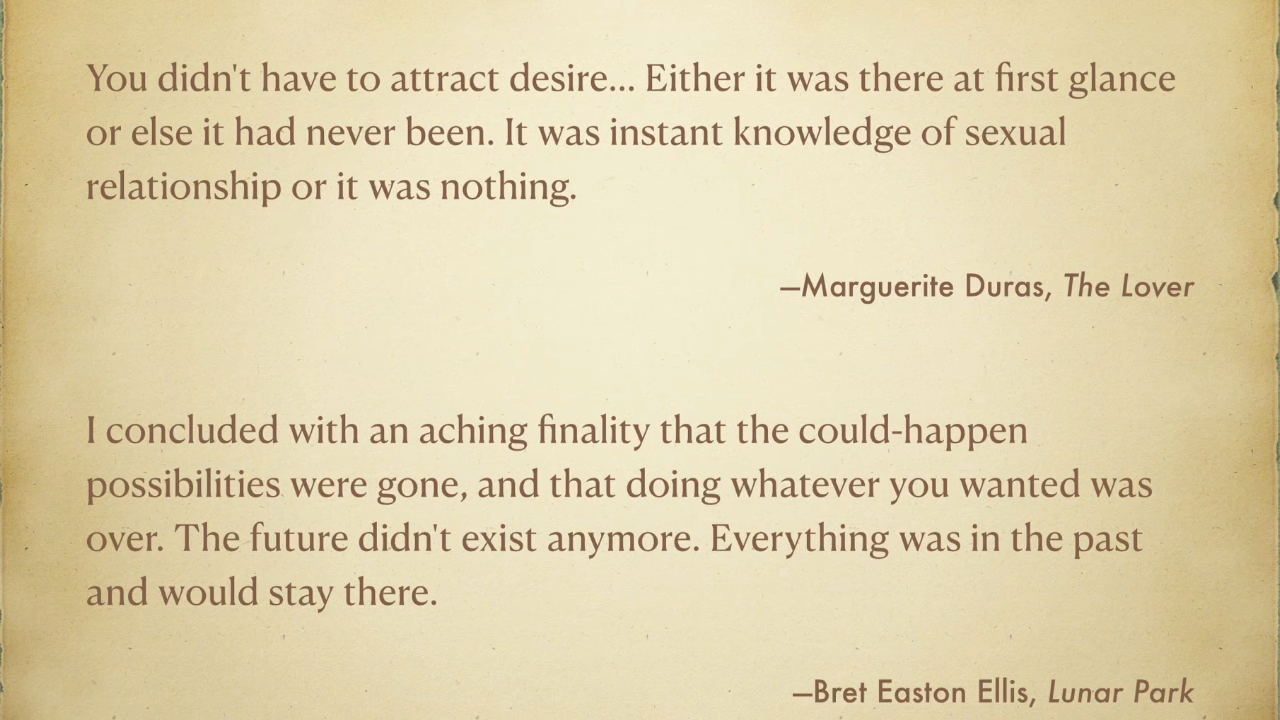 You didn't have to attract desire... Either it was there at first glance
or else it had never been. It was instant knowledge of sexual
relationship or it was nothing.
—Marguerite Duras, The Lover
I concluded with an aching finality that the could-happen
possibilities were gone, and that doing whatever you wanted was
over. The future didn't exist anymore. Everything was in the past
and would stay there.
—Bret Easton Ellis, Lunar Park